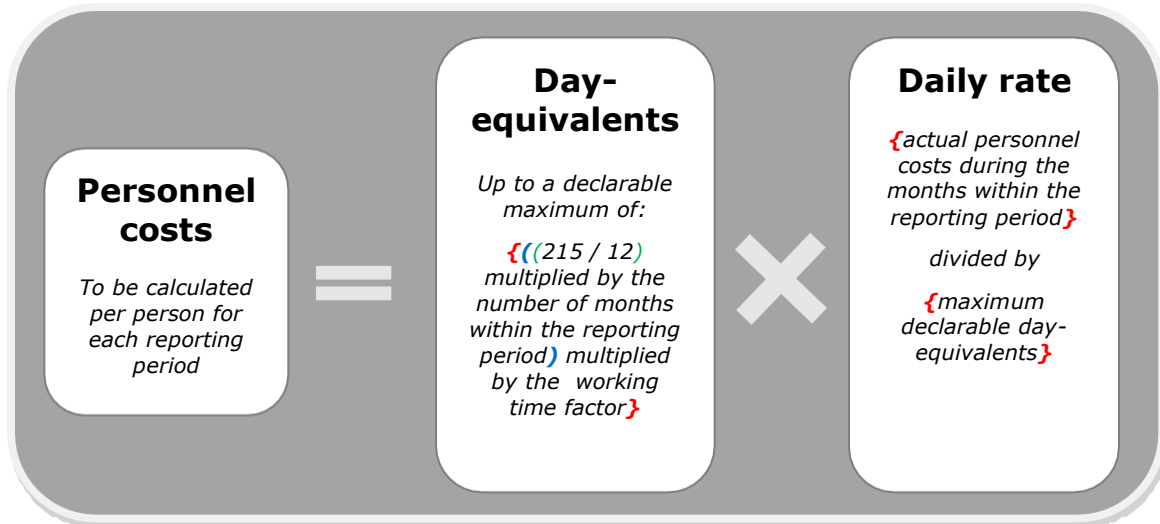 Personnel
costs
To be calculated
per person for
each reporting
period
=
Day-
equivalents
Up to a declarable
maximum of:
{((215 / 12)
multiplied by the
number of months
within the reporting
period) multiplied
by the working
time factor}
×
Daily rate
{actual personnel
costs during the
months within the
reporting period}
divided by
{maximum
declarable day-
equivalents}